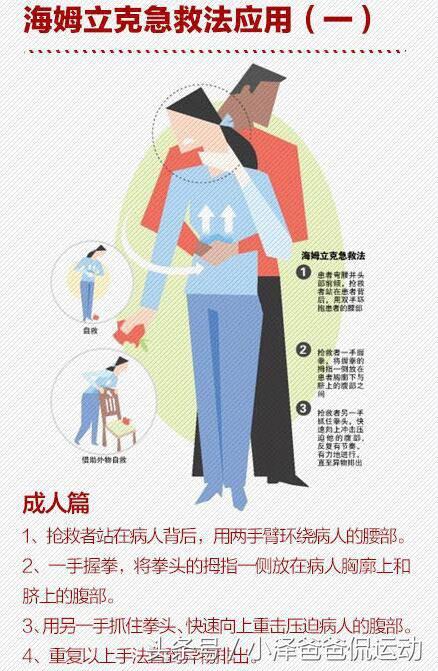 海姆立克急救法应用（一）
海姆立克急救法
1 患者弯腰并头
部前倾，抢救
者站在患者背
后，用双手环
抱患者的腰部
自救
2 抢救者一手握
拳，将握拳的
拇指一侧放在
患者胸廓下与
脐上的腹部之
间
3 抢救者另一手
抓住拳头，快
速向上冲击压
迫他的腹部，
反复有节奏、
有力地进行，
直至异物排出
借助外物自救
成人篇
1、抢救者站在病人背后，用两手臂环绕病人的腰部。
2、一手握拳，将拳头的拇指一侧放在病人胸廓上和
脐上的腹部。
3、用另一手抓住拳头、快速向上重击压迫病人的腹部。
4、重复以上手法直到异物排出。
头条号／小泽爸爸侃运动